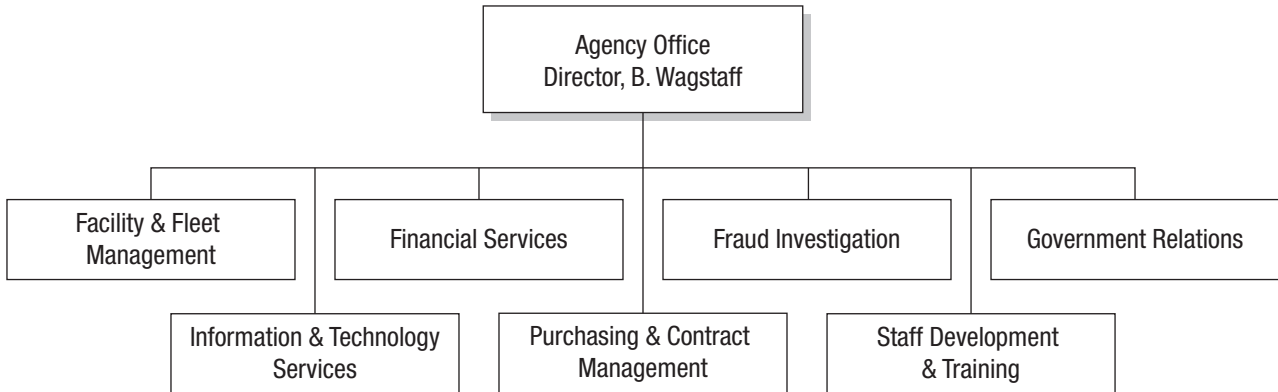 Agency Office
Director, B. Wagstaff
Facility & Fleet
Management
Financial Services
Fraud Investigation
Government Relations
Information & Technology
Services
Purchasing & Contract
Management
Staff Development
& Training